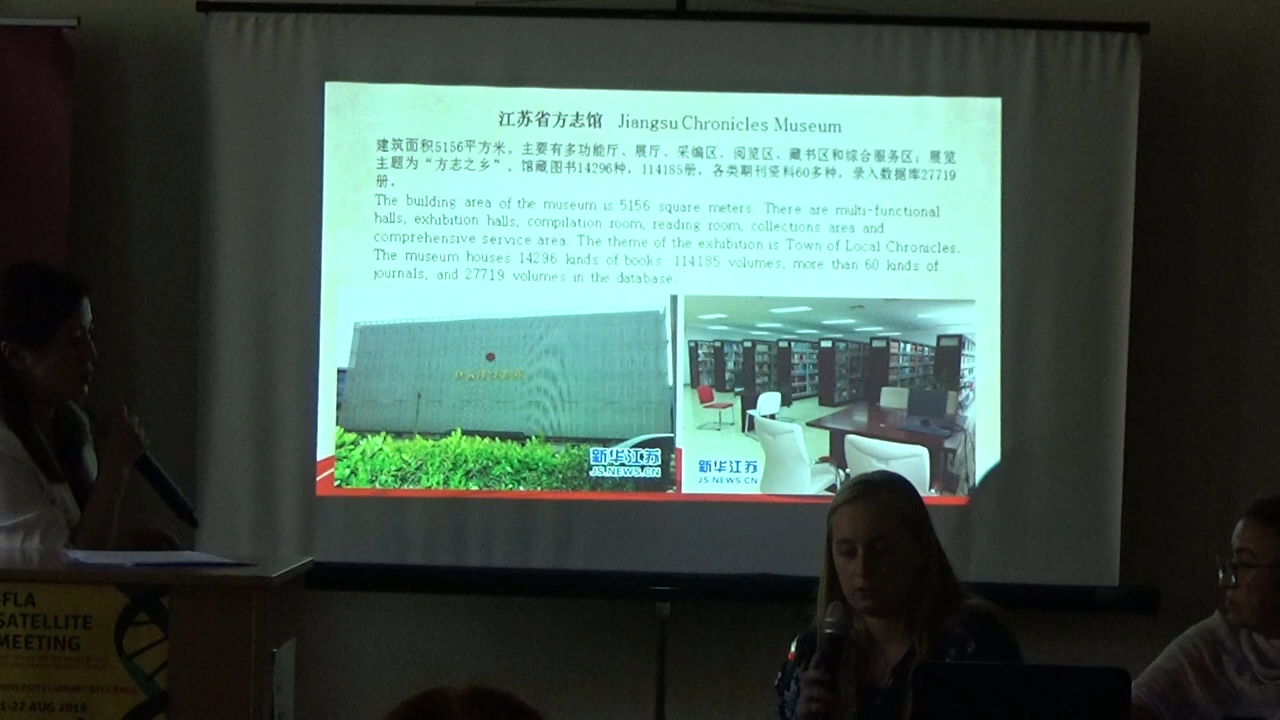 江苏省方志馆 Jiangsu Chronicles Museum
建筑面积5156平方米。主要有多功能厅、展厅、采编区、阅览区、藏书区和综合服务区；展览
主题为“方志之乡”。馆藏图书14296种，114185册，各类期刊资料60多种，录入数据库27719
册。
The building area of the museum is 5156 square meters. There are multi-functional
halls, exhibition halls, compilation room, reading room, collections area and
comprehensive service area. The theme of the exhibition is Town of Local Chronicles.
The museum houses 14296 kinds of books 114185 volumes, more than 60 kinds of
journals, and 27719 volumes in the database.
新华江苏
JS.NEWS.CN
新华江苏
JS.NEWS.CN
FLA
SATELLITE
MEETING
UNIVERSITY LIBRARY BELGRADE
1-22 AUG 2019